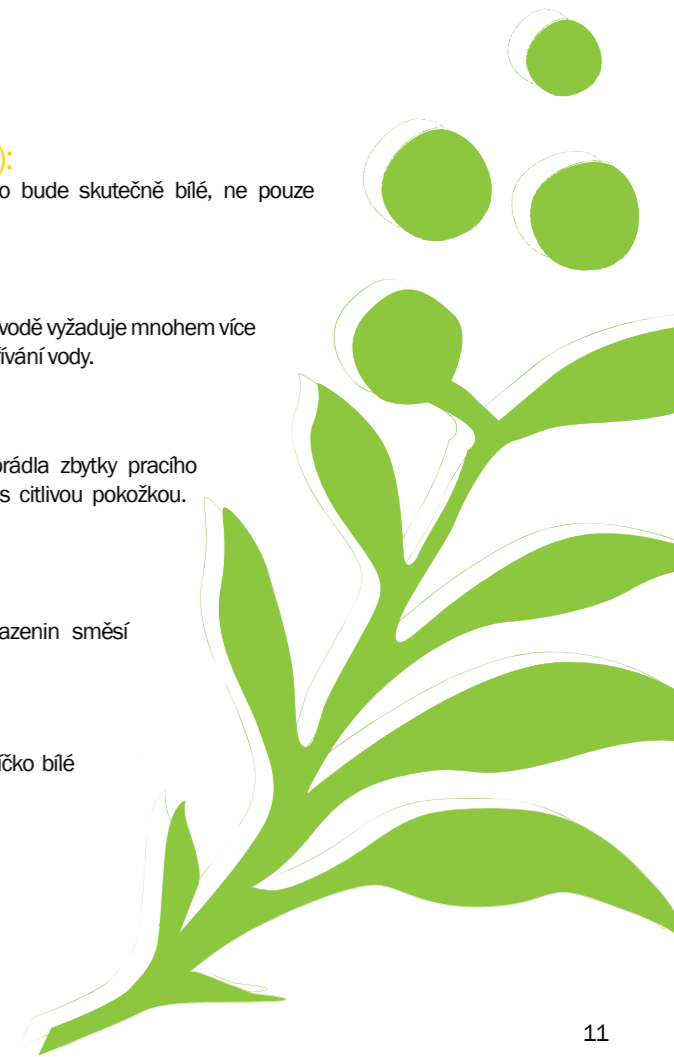 ):
o bude skutečně bílé, ne pouze
vodě vyžaduje mnohem více
ívání vody.
prádla zbytky pracího
s citlivou pokožkou.
azenin směsí
íčko bílé
11